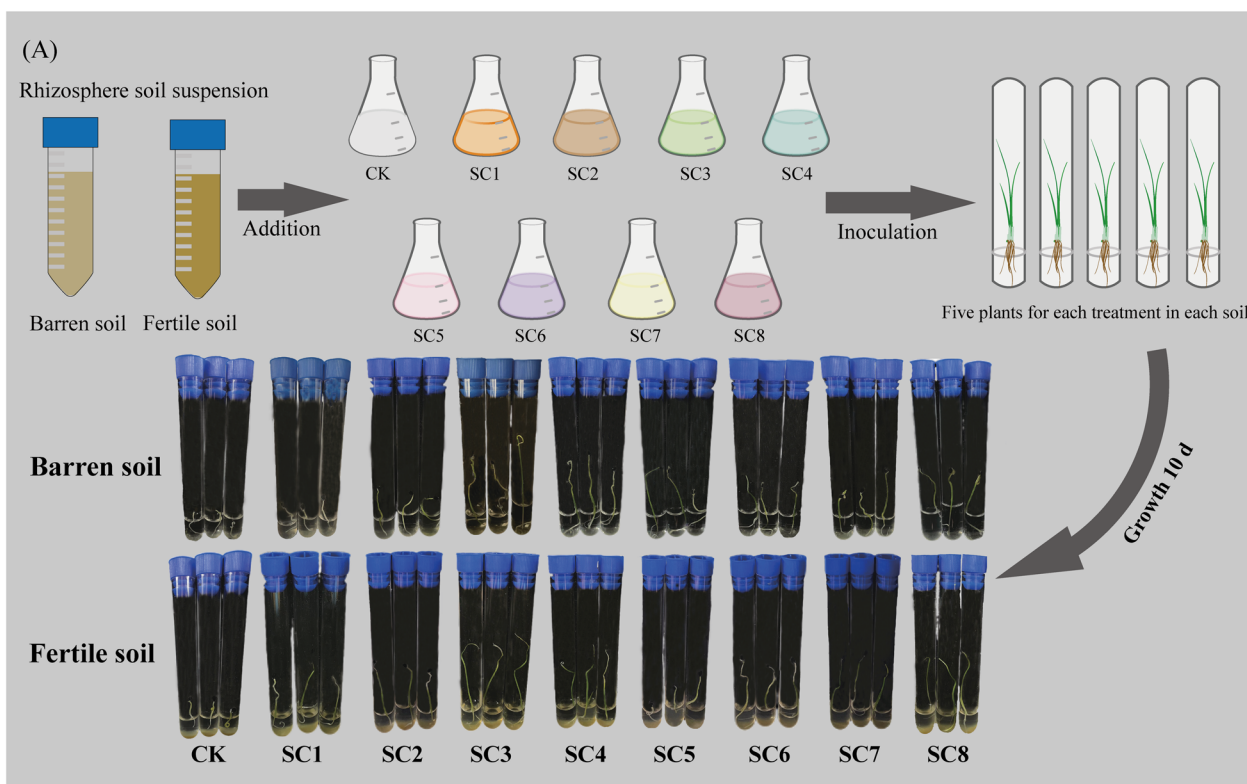 (A)
Rhizosphere soil suspension
Barren soil
Fertile soil
Addition
CK
SC1
SC2
SC3
SC4
SC5
SC6
SC7
SC8
Inoculation
Five plants for each treatment in each soil
Growth 10 d
Barren soil
Fertile soil
CK SC1 SC2 SC3 SC4 SC5 SC6 SC7 SC8